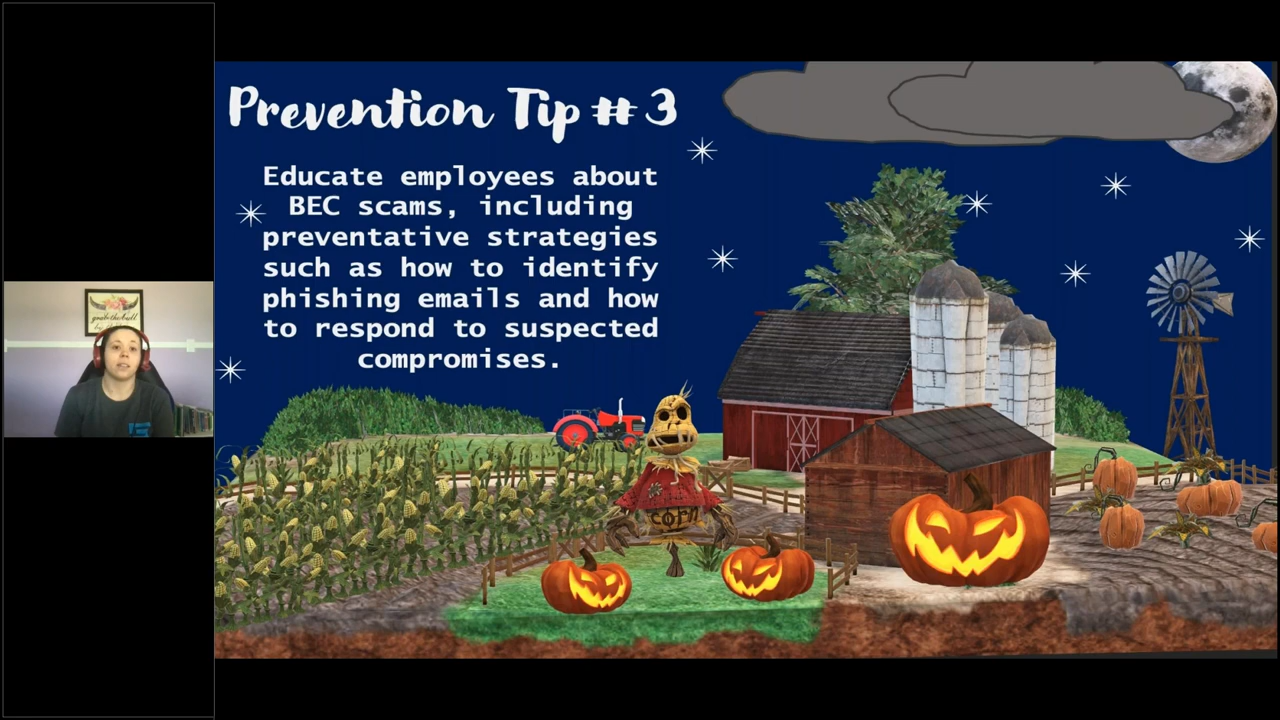 Prevention Tip # 3
Educate employees about
BEC scams, including
preventative strategies
such as how to identify
phishing emails and how
to respond to suspected
compromises.
CORN